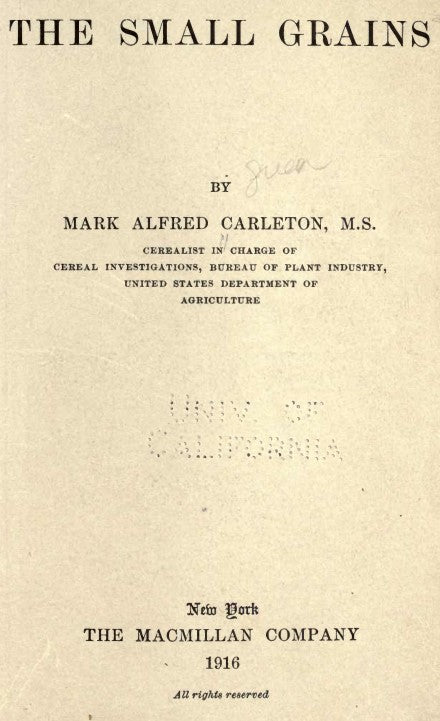 THE SMALL GRAINS
BY
MARK ALFRED CARLETON, M.S.
CEREALIST IN CHARGE OF
CEREAL INVESTIGATIONS, BUREAU OF PLANT INDUSTRY,
UNITED STATES DEPARTMENT OF
AGRICULTURE
UNIV. OF
CALIFORNIA
New York
THE MACMILLAN COMPANY
1916
All rights reserved